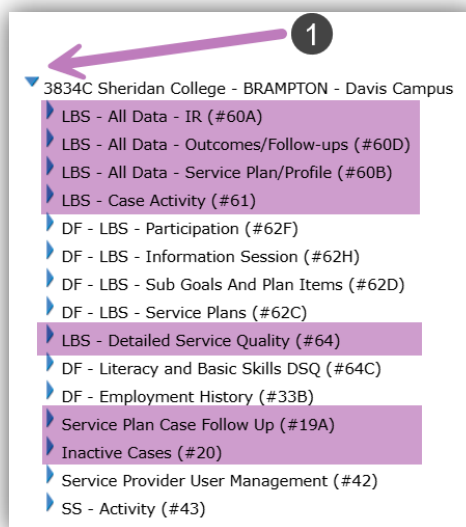 1
3834C Sheridan College - BRAMPTON - Davis Campus
LBS - All Data - IR (#60A)
LBS - All Data - Outcomes/Follow-ups (#60D)
LBS - All Data - Service Plan/Profile (#60B)
LBS - Case Activity (#61)
DF - LBS - Participation (#62F)
DF - LBS - Information Session (#62H)
DF - LBS - Sub Goals And Plan Items (#62D)
DF - LBS - Service Plans (#62C)
LBS - Detailed Service Quality (#64)
DF - Literacy and Basic Skills DSQ (#64C)
DF - Employment History (#33B)
Service Plan Case Follow Up (#19A)
Inactive Cases (#20)
Service Provider User Management (#42)
SS - Activity (#43)